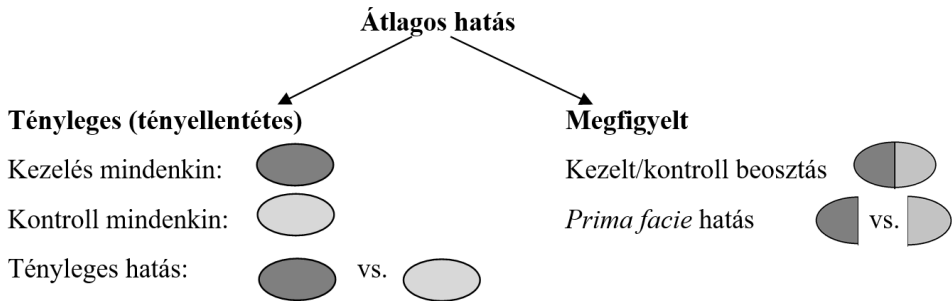 Átlagos hatás
Tényleges (tényellentétes)
Kezelés mindenkin:
Kontroll mindenkin:
Tényleges hatás:
vs.
Megfigyelt
Kezelt/kontroll beosztás
Prima facie hatás
vs.